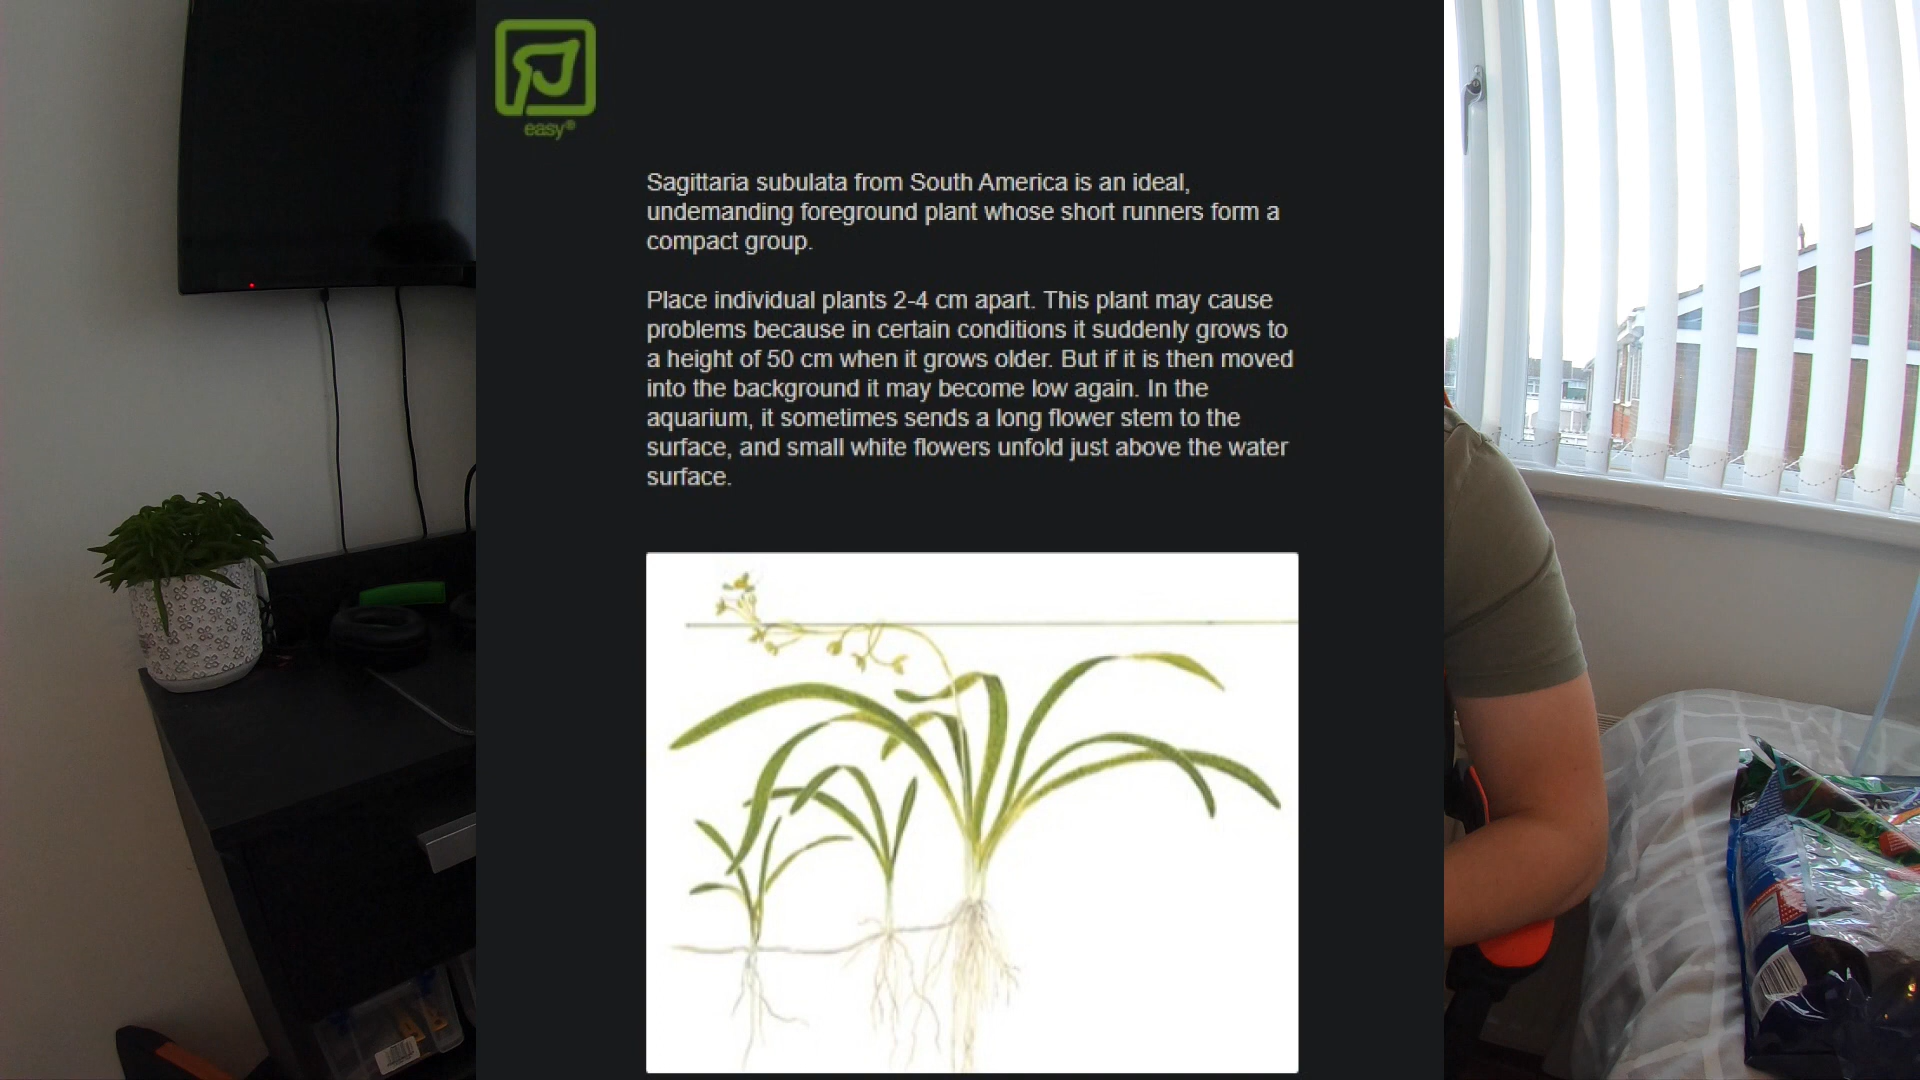 easy®
Sagittaria subulata from South America is an ideal,
undemanding foreground plant whose short runners form a
compact group.
Place individual plants 2-4 cm apart. This plant may cause
problems because in certain conditions it suddenly grows to
a height of 50 cm when it grows older. But if it is then moved
into the background it may become low again. In the
aquarium, it sometimes sends a long flower stem to the
surface, and small white flowers unfold just above the water
surface.